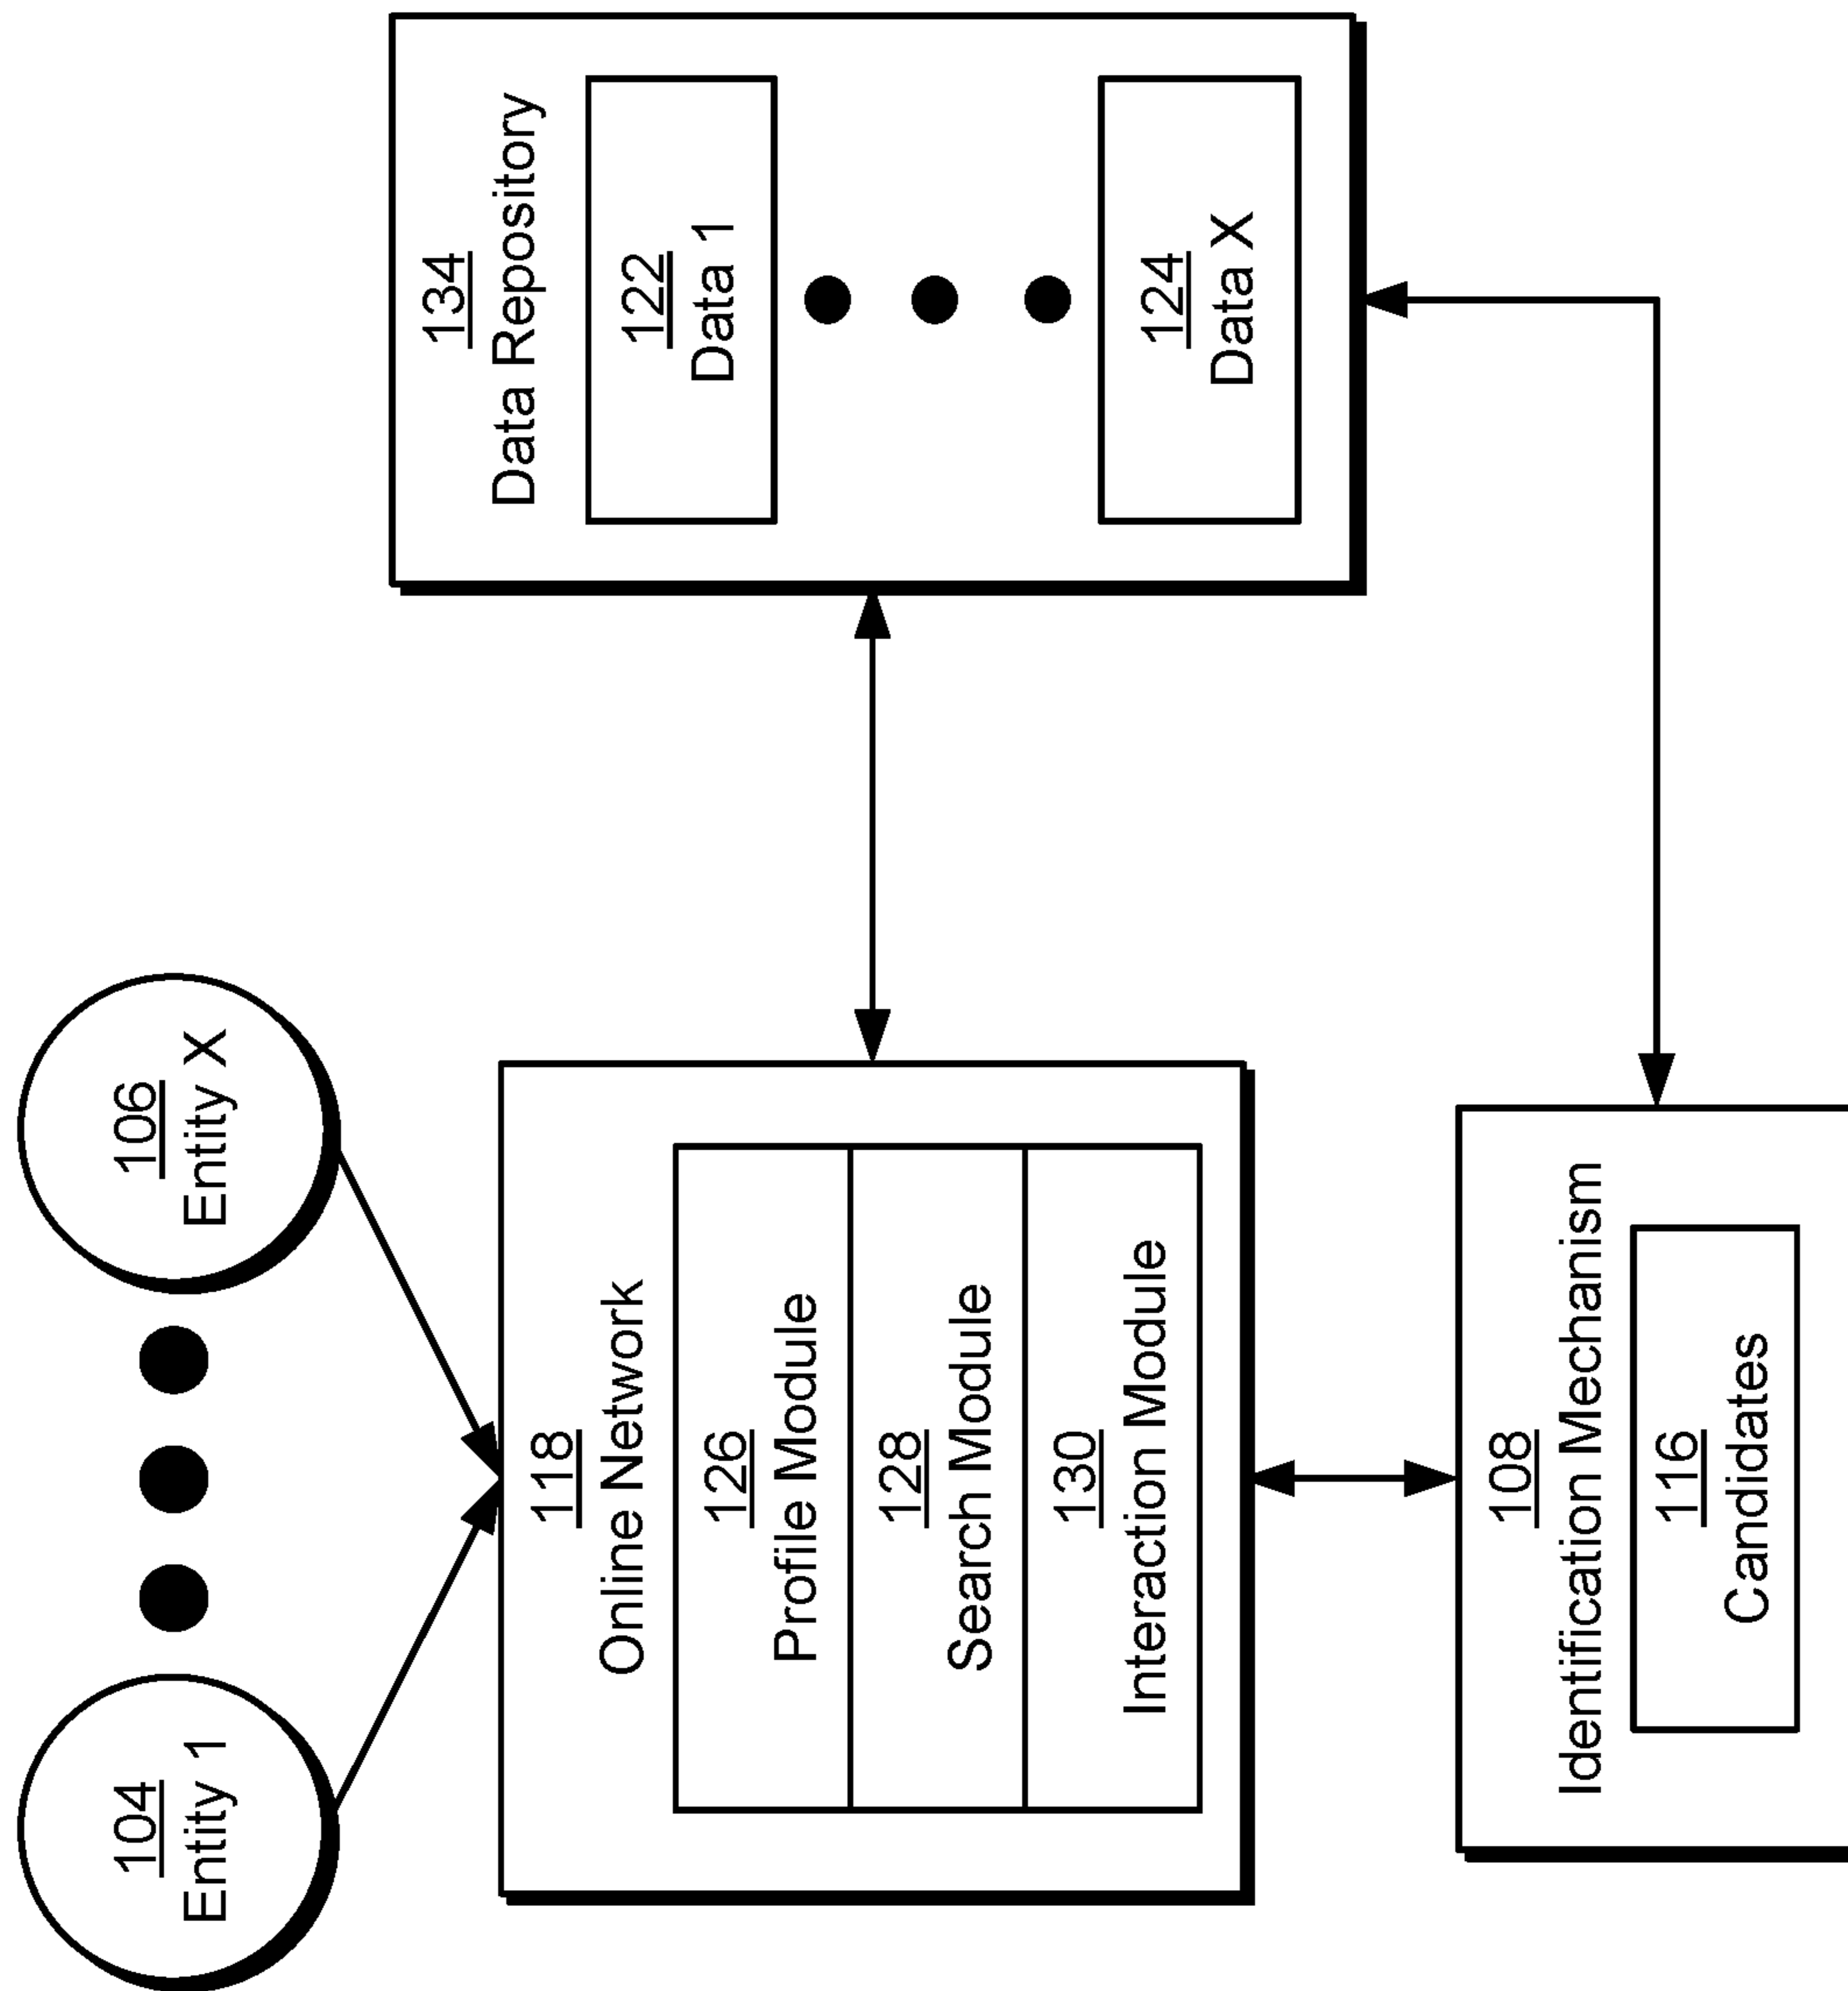 104
Entity 1
106
Entity X
118
Online Network
126
Profile Module
128
Search Module
130
Interaction Module
134
Data Repository
122
Data 1
124
Data X
108
Identification Mechanism
116
Candidates